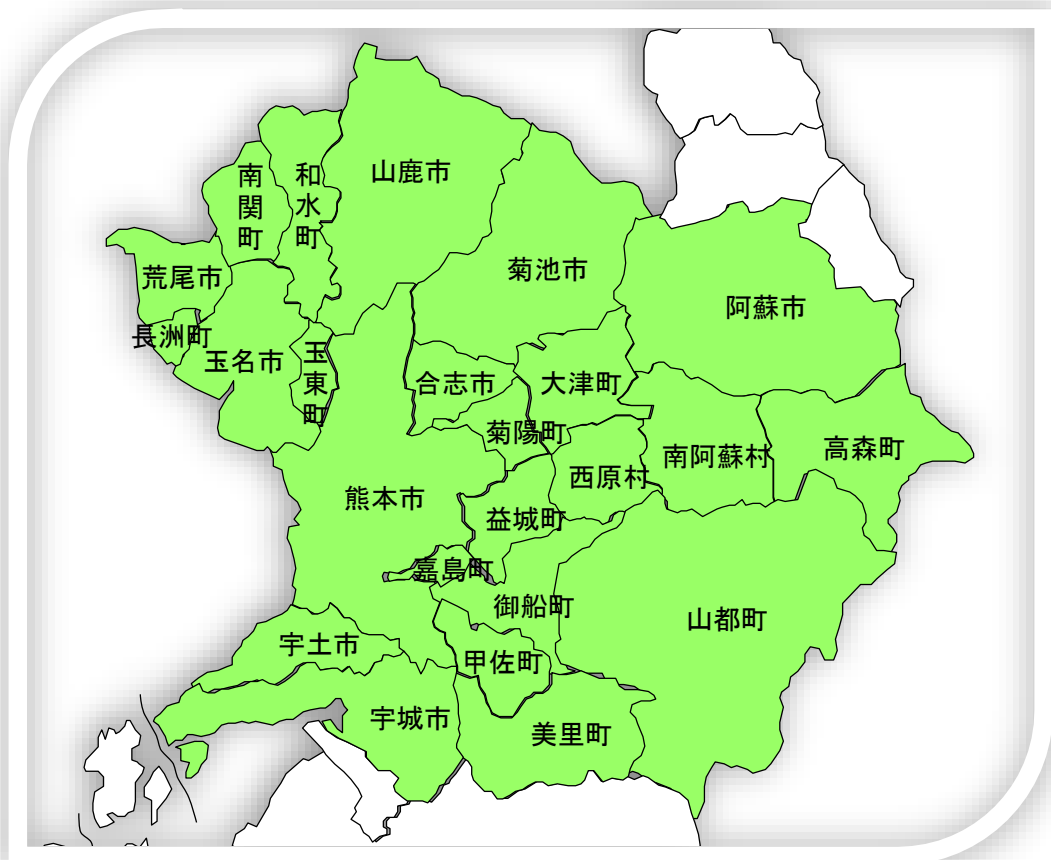 山鹿市
南関町
和水町
菊池市
荒尾市
阿蘇市
長洲町
玉名市
玉東町
合志市
大津町
菊陽町
高森町
南阿蘇村
西原村
熊本市
益城町
嘉島町
御船町
山都町
宇土市
甲佐町
宇城市
美里町